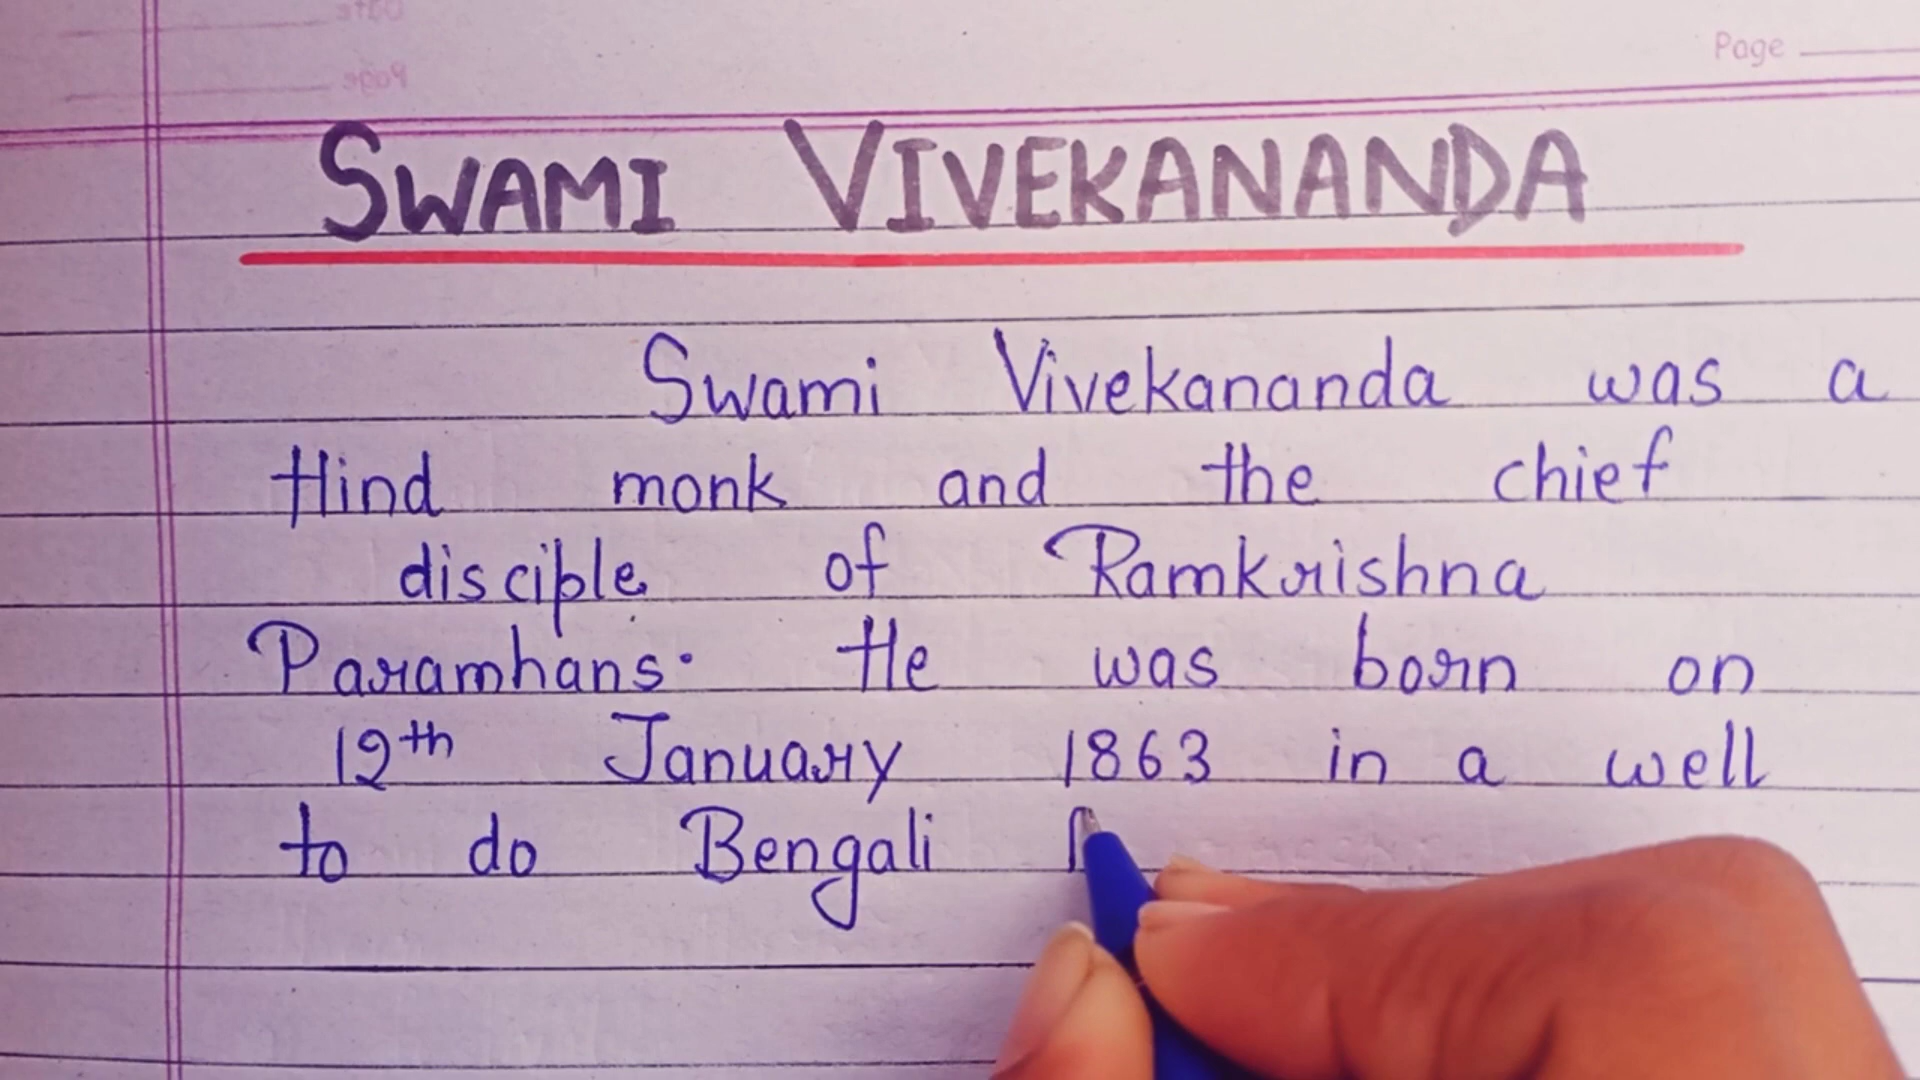 Page
SWAMI VIVEKANANDA
Swami Vivekananda was a
Hind monk and the chief
disciple of Ramkrishna
Paramhans. He was born on
12th January 1863 in a well
to do Bengali